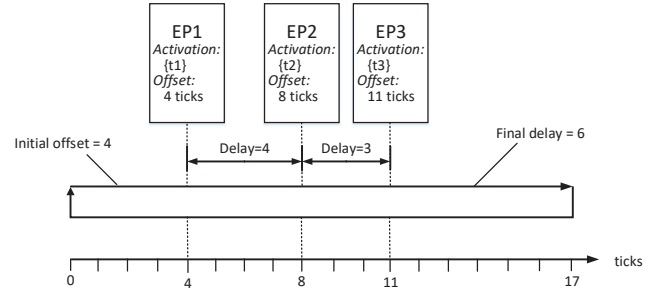 EP1
Activation:
{t1}
Offset:
4 ticks
EP2
Activation:
{t2}
Offset:
8 ticks
EP3
Activation:
{t3}
Offset:
11 ticks
Initial offset = 4
Delay=4
Delay=3
Final delay = 6
0
4
8
11
17
ticks